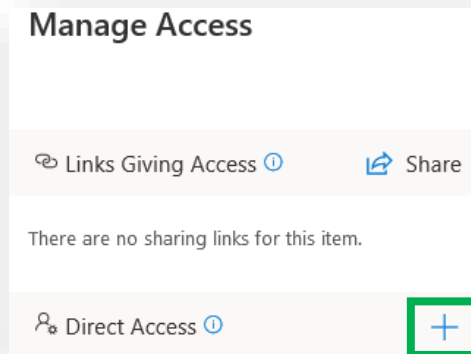 Manage Access
Links Giving Access Share
There are no sharing links for this item.
Direct Access